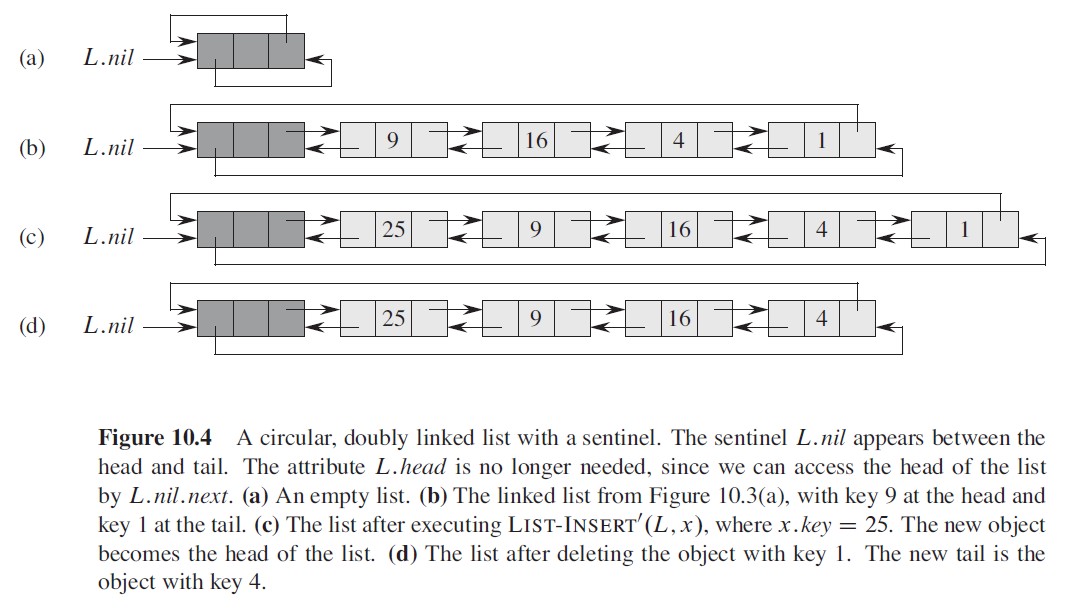 (a) L.nil
(b) L.nil 9 16 4 1
(c) L.nil 25 9 16 4 1
(d) L.nil 25 9 16 4
Figure 10.4 A circular, doubly linked list with a sentinel. The sentinel L.nil appears between the
head and tail. The attribute L.head is no longer needed, since we can access the head of the list
by L.nil.next. (a) An empty list. (b) The linked list from Figure 10.3(a), with key 9 at the head and
key 1 at the tail. (c) The list after executing LIST-INSERT′(L, x), where x.key = 25. The new object
becomes the head of the list. (d) The list after deleting the object with key 1. The new tail is the
object with key 4.